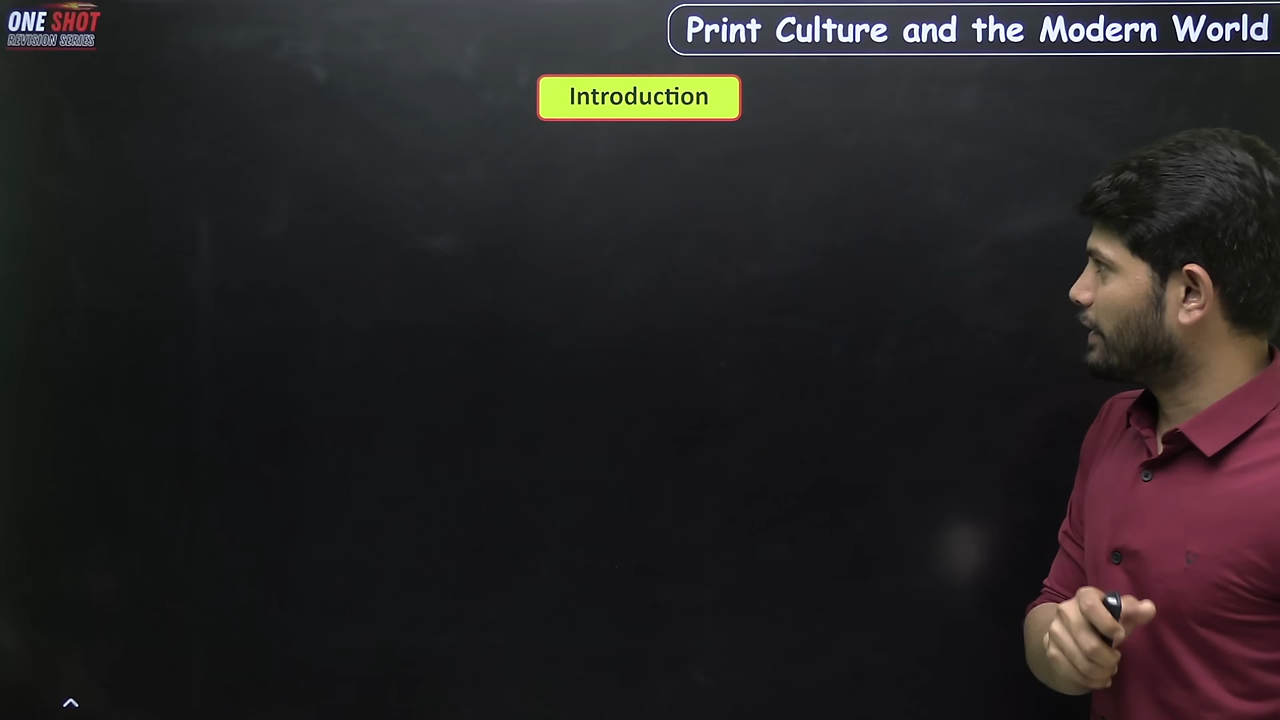 ONE SHOT
REVISION SERIES
Print Culture and the Modern World
Introduction